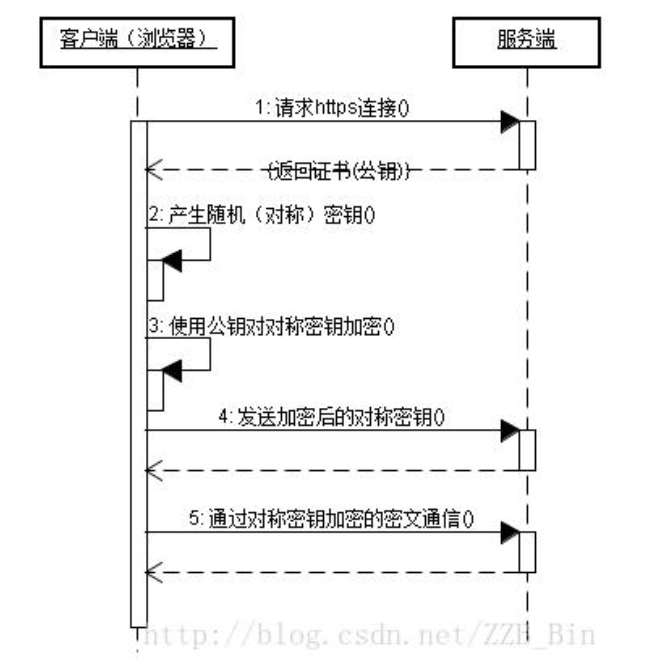 客户端（浏览器）
服务端
1: 请求https连接()
(返回证书(公钥))
2: 产生随机（对称）密钥()
3: 使用公钥对对称密钥加密()
4: 发送加密后的对称密钥()
5: 通过对称密钥加密的密文通信()
http://blog.csdn.net/ZZB_Bin